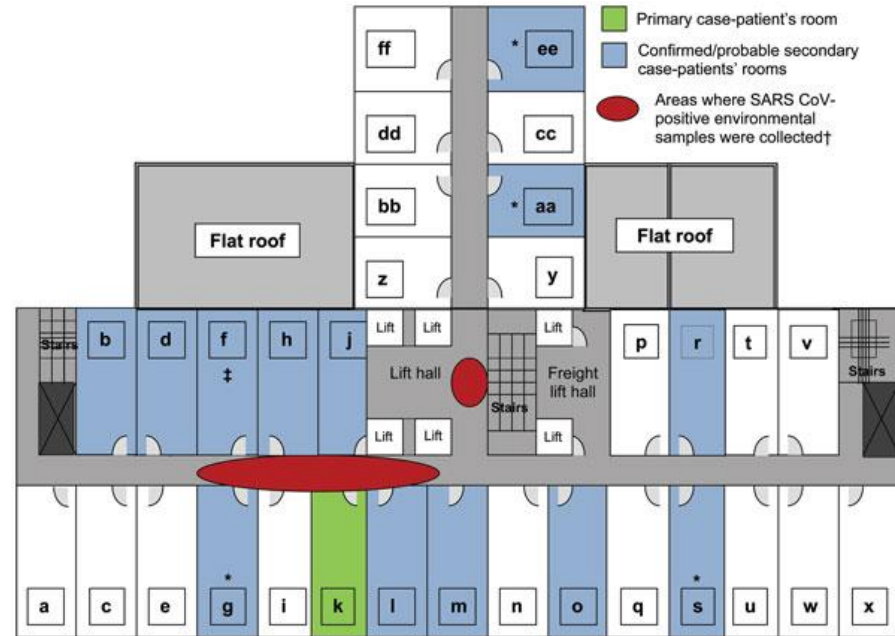 Primary case-patient's room
Confirmed/probable secondary
case-patients' rooms
Areas where SARS CoV-
positive environmental
samples were collected†
ff
* ee
dd
cc
bb
* aa
z
y
Flat roof
Flat roof
Stairs
b
d
f
‡
h
j
Lift
Lift
Lift
Lift hall
Stairs
Freight
lift hall
Lift
Lift
Lift
p
r
t
v
Stairs
a
c
e
*
g
i
k
l
m
n
o
q
*
s
u
w
x